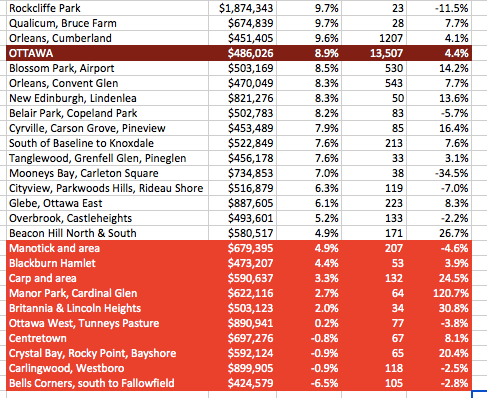 Rockcliffe Park $1,874,343 9.7% 23 -11.5%
Qualicum, Bruce Farm $674,839 9.7% 28 7.7%
Orleans, Cumberland $451,405 9.6% 1207 4.1%
OTTAWA $486,026 8.9% 13,507 4.4%
Blossom Park, Airport $503,169 8.5% 530 14.2%
Orleans, Convent Glen $470,049 8.3% 543 7.7%
New Edinburgh, Lindenlea $821,276 8.3% 50 13.6%
Belair Park, Copeland Park $502,783 8.2% 83 -5.7%
Cyrville, Carson Grove, Pineview $453,489 7.9% 85 16.4%
South of Baseline to Knoxdale $522,849 7.6% 213 7.6%
Tanglewood, Grenfell Glen, Pineglen $456,178 7.6% 33 3.1%
Mooneys Bay, Carleton Square $734,853 7.0% 38 -34.5%
Cityview, Parkwoods Hills, Rideau Shore $516,879 6.3% 119 -7.0%
Glebe, Ottawa East $887,605 6.1% 223 8.3%
Overbrook, Castleheights $493,601 5.2% 133 -2.2%
Beacon Hill North & South $580,517 4.9% 171 26.7%
Manotick and area $679,395 4.9% 207 -4.6%
Blackburn Hamlet $473,207 4.4% 53 3.9%
Carp and area $590,637 3.3% 132 24.5%
Manor Park, Cardinal Glen $622,116 2.7% 64 120.7%
Britannia & Lincoln Heights $503,123 2.0% 34 30.8%
Ottawa West, Tunneys Pasture $890,941 0.2% 77 -3.8%
Centretown $697,276 -0.8% 67 8.1%
Crystal Bay, Rocky Point, Bayshore $592,124 -0.9% 65 20.4%
Carlingwood, Westboro $899,905 -0.9% 118 -2.5%
Bells Corners, south to Fallowfield $424,579 -6.5% 105 -2.8%